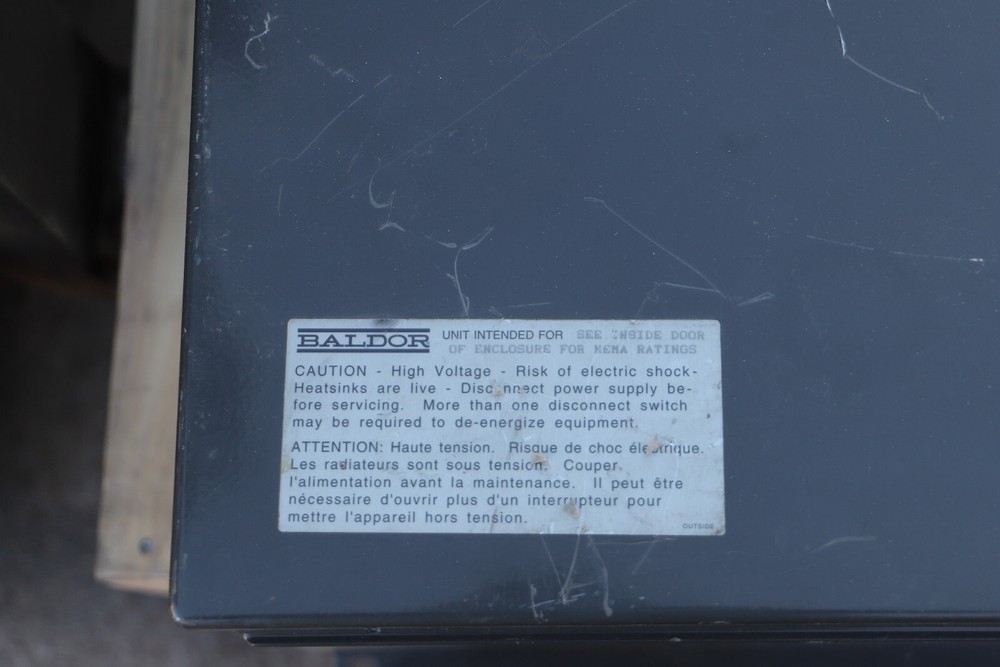 BALDOR UNIT INTENDED FOR SEE INSIDE DOOR
OF ENCLOSURE FOR NEMA RATINGS
CAUTION - High Voltage - Risk of electric shock-
Heatsinks are live - Disconnect power supply be-
fore servicing. More than one disconnect switch
may be required to de-energize equipment.
ATTENTION: Haute tension. Risque de choc électrique.
Les radiateurs sont sous tension. Couper
l'alimentation avant la maintenance. Il peut être
nécessaire d'ouvrir plus d'un interrupteur pour
mettre l'appareil hors tension.
OUTSIDE